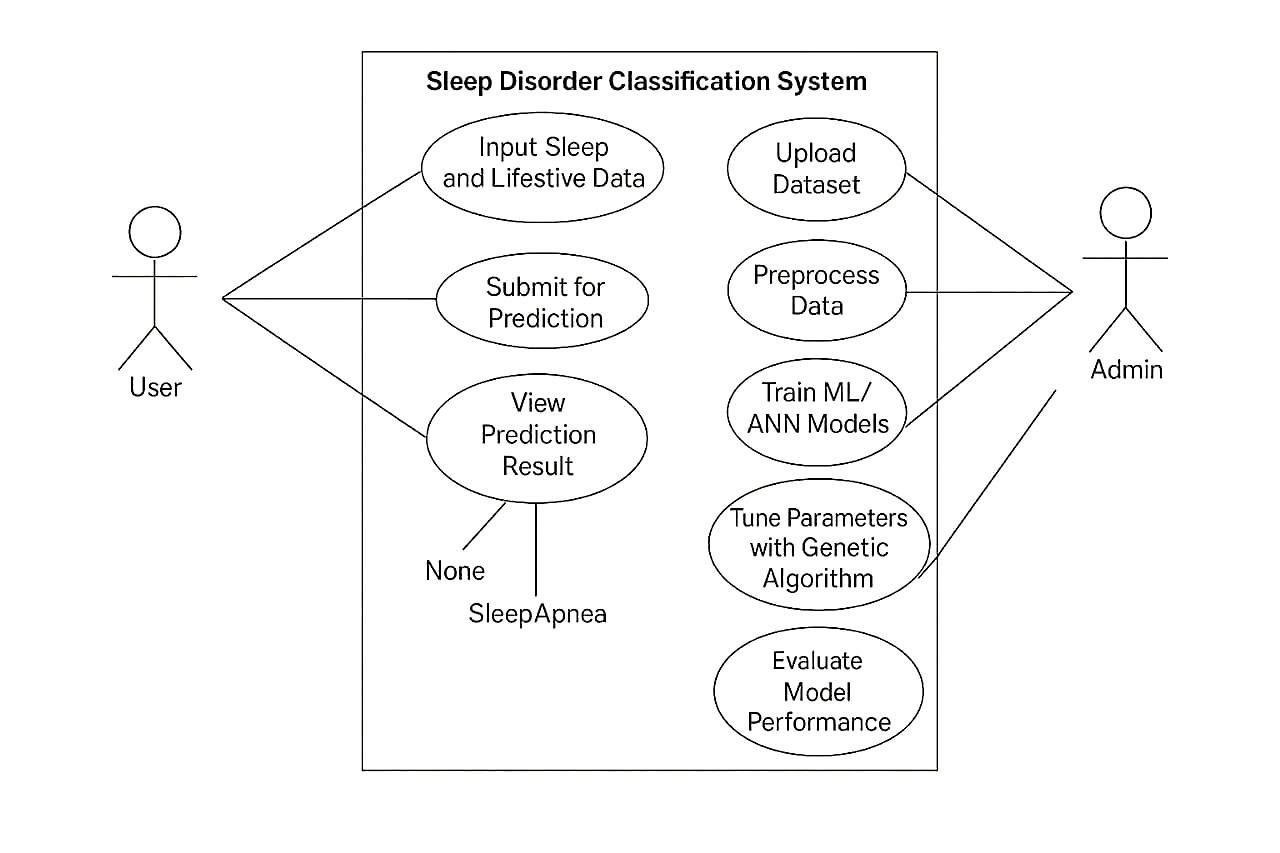 Sleep Disorder Classification System
Input Sleep
and Lifestive Data
Submit for
Prediction
View
Prediction
Result
None
SleepApnea
Upload
Dataset
Preprocess
Data
Train ML/
ANN Models
Tune Parameters
with Genetic
Algorithm
Evaluate
Model
Performance
User
Admin